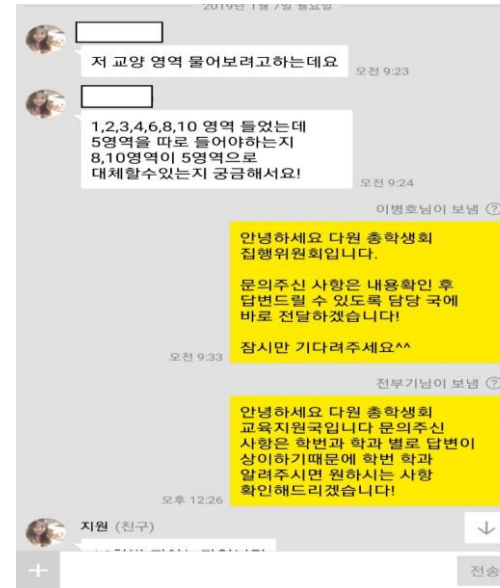 2019년 1월 7일 월요일
저 교양 영역 물어보려고하는데요
오전 9:23
1,2,3,4,6,8,10 영역 들었는데
5영역을 따로 들어야하는지
8,10영역이 5영역으로
대체할수있는지 궁금해서요!
오전 9:24
이병호님이 보냄 ?
안녕하세요 다원 총학생회
집행위원회입니다.
문의주신 사항은 내용확인 후
답변드릴 수 있도록 담당 국에
바로 전달하겠습니다!
잠시만 기다려주세요^^
오전 9:33
전부기님이 보냄 ?
안녕하세요 다원 총학생회
교육지원국입니다 문의주신
사항은 학번과 학과 별로 답변이
상이하기때문에 학번 학과
알려주시면 원하시는 사항
확인해드리겠습니다!
오후 12:26
지원 (친구)
전송